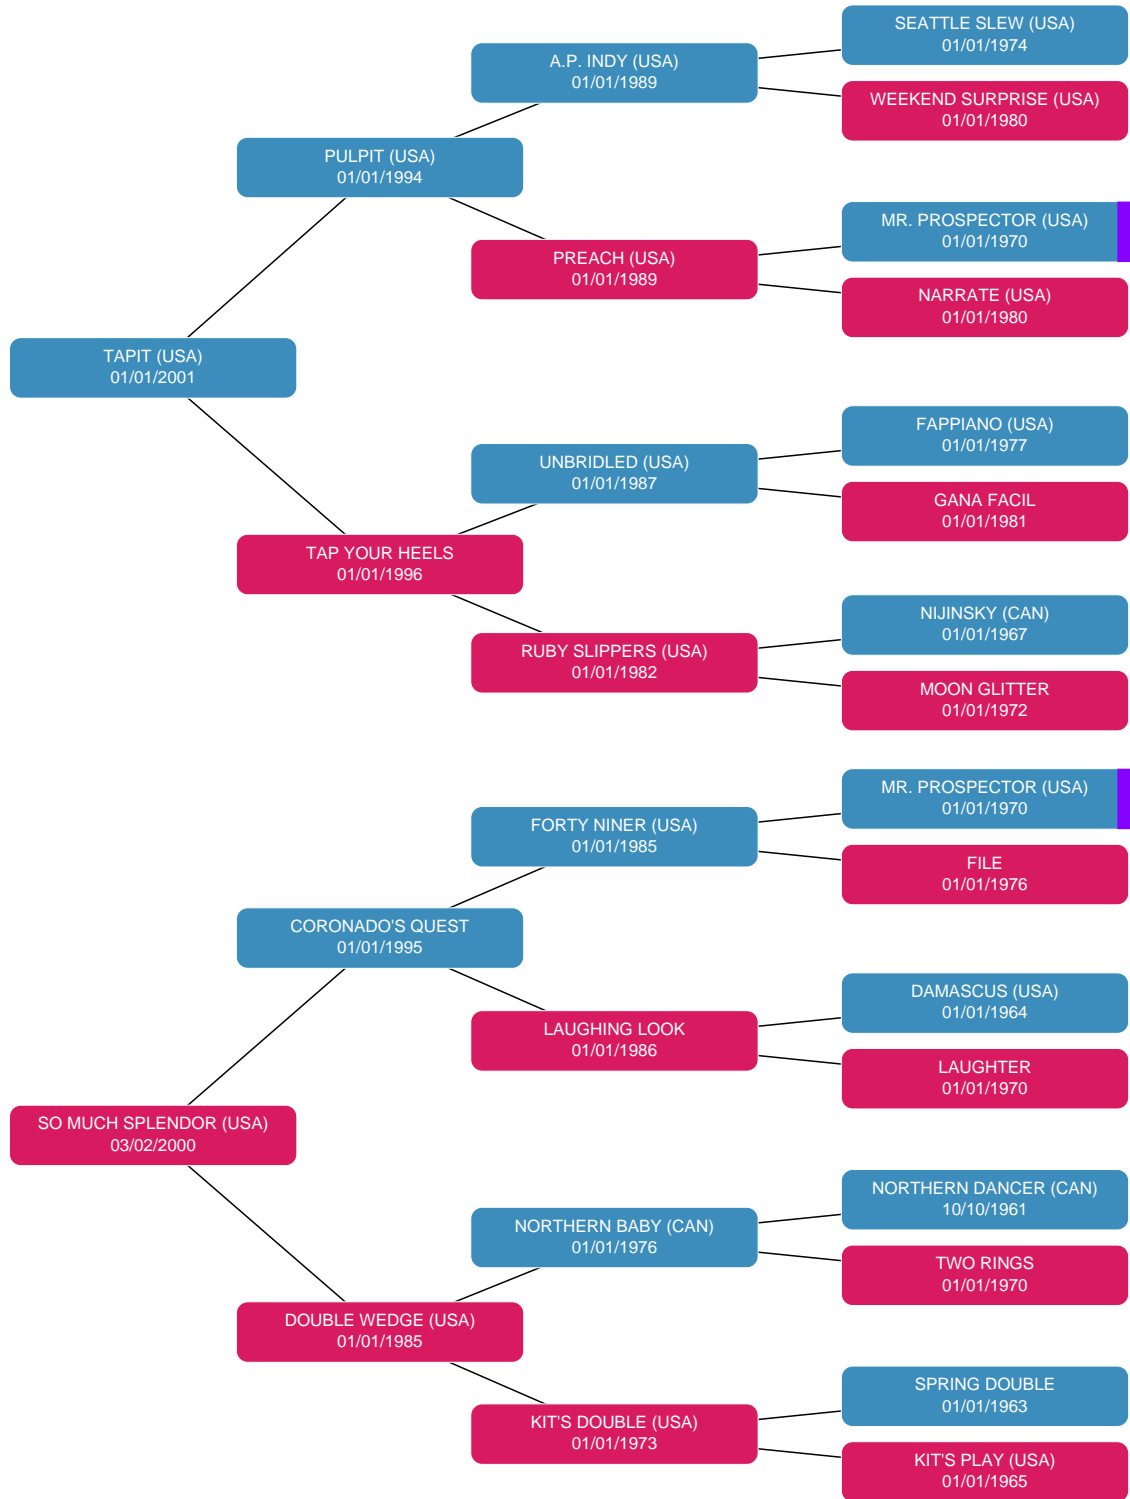 SEATTLE SLEW (USA)
01/01/1974
A.P. INDY (USA)
01/01/1989
WEEKEND SURPRISE (USA)
01/01/1980
PULPIT (USA)
01/01/1994
MR. PROSPECTOR (USA)
01/01/1970
PREACH (USA)
01/01/1989
NARRATE (USA)
01/01/1980
TAPIT (USA)
01/01/2001
FAPPIANO (USA)
01/01/1977
UNBRIDLED (USA)
01/01/1987
GANA FACIL
01/01/1981
TAP YOUR HEELS
01/01/1996
NIJINSKY (CAN)
01/01/1967
RUBY SLIPPERS (USA)
01/01/1982
MOON GLITTER
01/01/1972
MR. PROSPECTOR (USA)
01/01/1970
FORTY NINER (USA)
01/01/1985
FILE
01/01/1976
CORONADO'S QUEST
01/01/1995
DAMASCUS (USA)
01/01/1964
LAUGHING LOOK
01/01/1986
LAUGHTER
01/01/1970
SO MUCH SPLENDOR (USA)
03/02/2000
NORTHERN DANCER (CAN)
10/10/1961
NORTHERN BABY (CAN)
01/01/1976
TWO RINGS
01/01/1970
DOUBLE WEDGE (USA)
01/01/1985
SPRING DOUBLE
01/01/1963
KIT'S DOUBLE (USA)
01/01/1973
KIT'S PLAY (USA)
01/01/1965